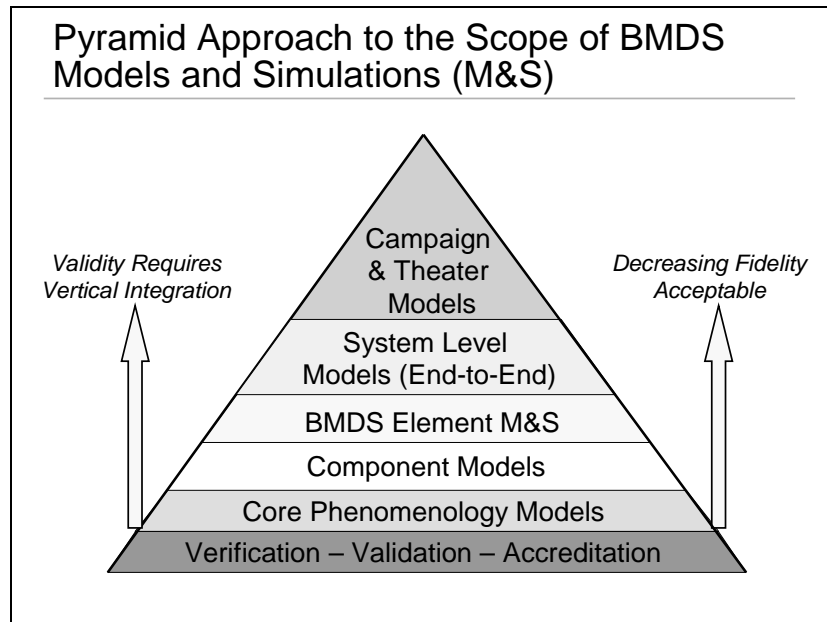 Pyramid Approach to the Scope of BMDS
Models and Simulations (M&S)
Validity Requires
Vertical Integration
Decreasing Fidelity
Acceptable
Campaign
& Theater
Models
System Level
Models (End-to-End)
BMDS Element M&S
Component Models
Core Phenomenology Models
Verification – Validation – Accreditation